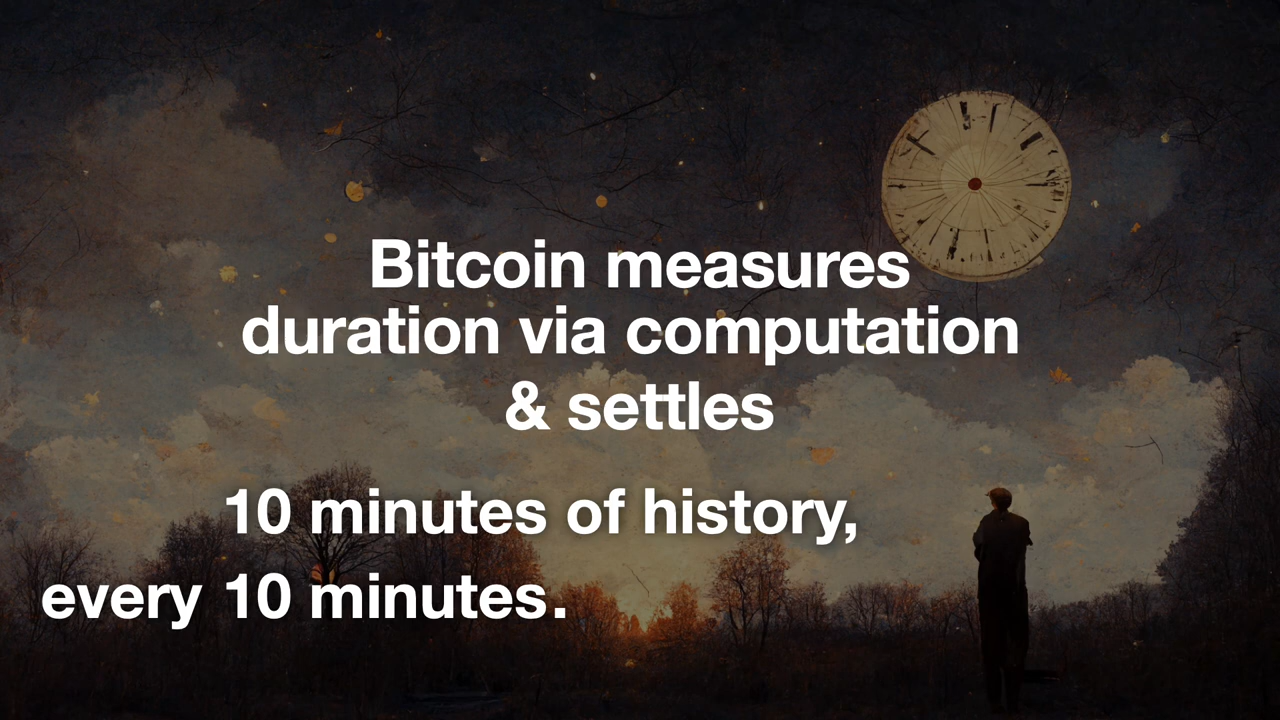 Bitcoin measures
duration via computation
& settles
10 minutes of history,
every 10 minutes.